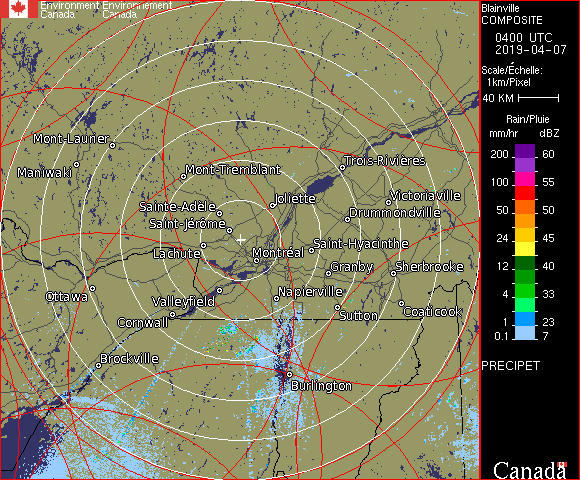 Environment Environnement
Canada Canada
Blainville
COMPOSITE
0400 UTC
2019-04-07
Scale/Échelle:
1km/Pixel
40 KM
Rain/Pluie
mm/hr dBZ
200 60
100 55
50 50
24 45
12 40
4 33
1 23
0.1 7
PRECIPET
Canada
Mont-Laurier
Maniwaki
Mont-Tremblant
Trois-Rivières
Sainte-Adèle
Joliette
Victoriaville
Saint-Jérôme
Drummondville
Lachute
Montréal
Saint-Hyacinthe
Granby
Sherbrooke
Ottawa
Valleyfield
Napierville
Cornwall
Sutton
Coaticook
Brockville
Burlington